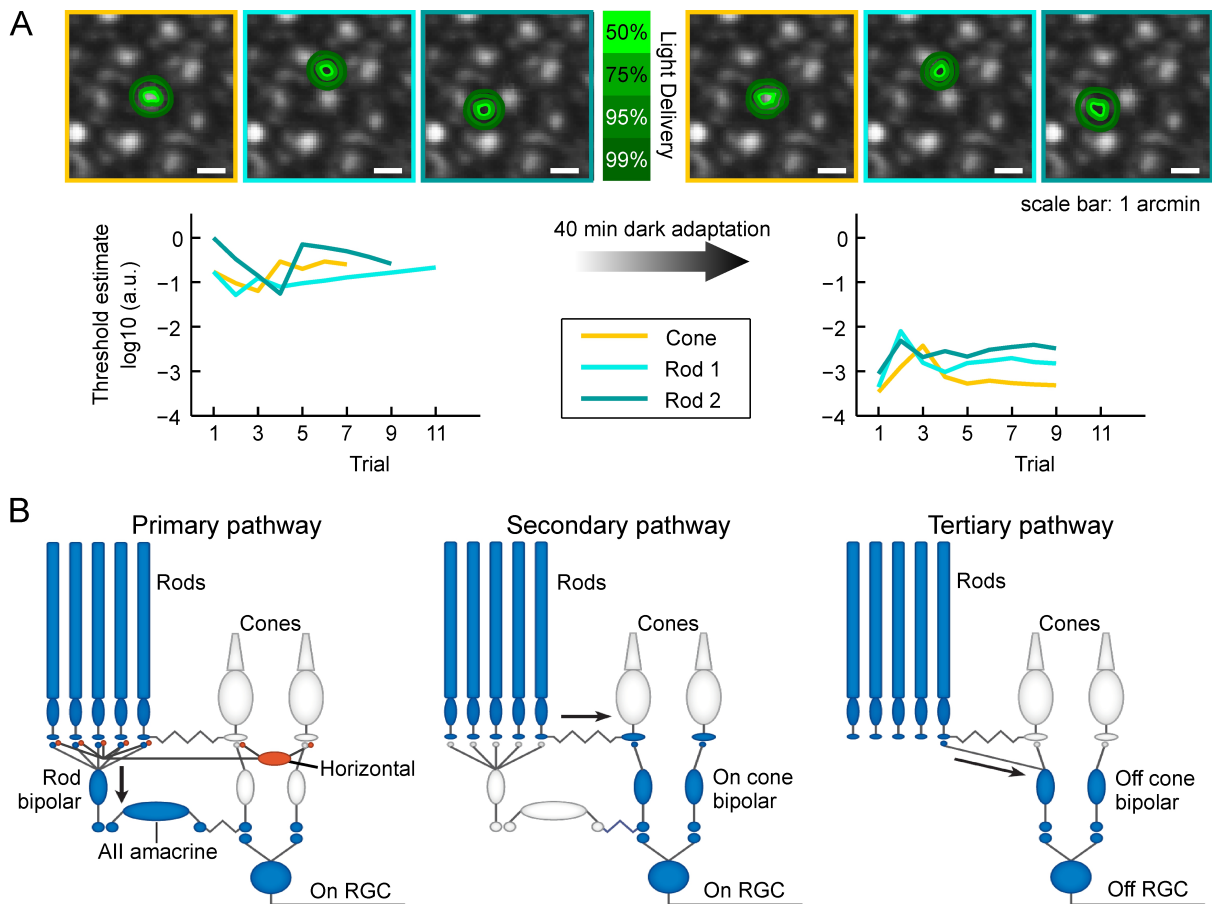 A
50%
75%
95%
99%
Light Delivery
scale bar: 1 arcmin
Threshold estimate
log10 (a.u.)
0
−1
−2
−3
−4
1
3
5
7
9
11
Trial
40 min dark adaptation
Cone
Rod 1
Rod 2
0
−1
−2
−3
−4
1
3
5
7
9
11
Trial
B
Primary pathway
Rods
Cones
Rod
bipolar
Horizontal
AII amacrine
On RGC
Secondary pathway
Rods
Cones
On cone
bipolar
On RGC
Tertiary pathway
Rods
Cones
Off cone
bipolar
Off RGC